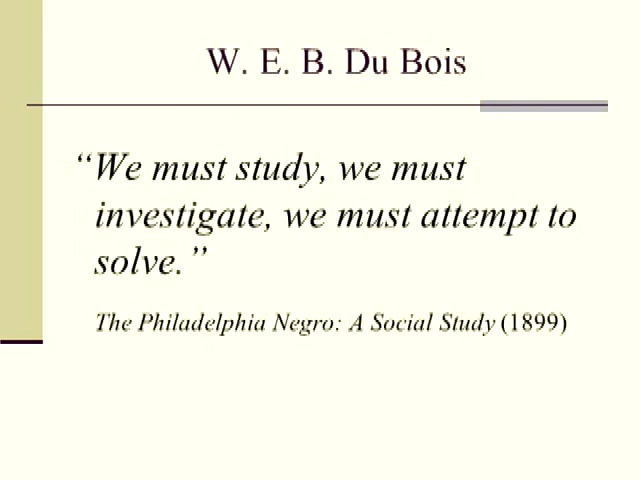 W. E. B. Du Bois
“We must study, we must
investigate, we must attempt to
solve.”
The Philadelphia Negro: A Social Study (1899)